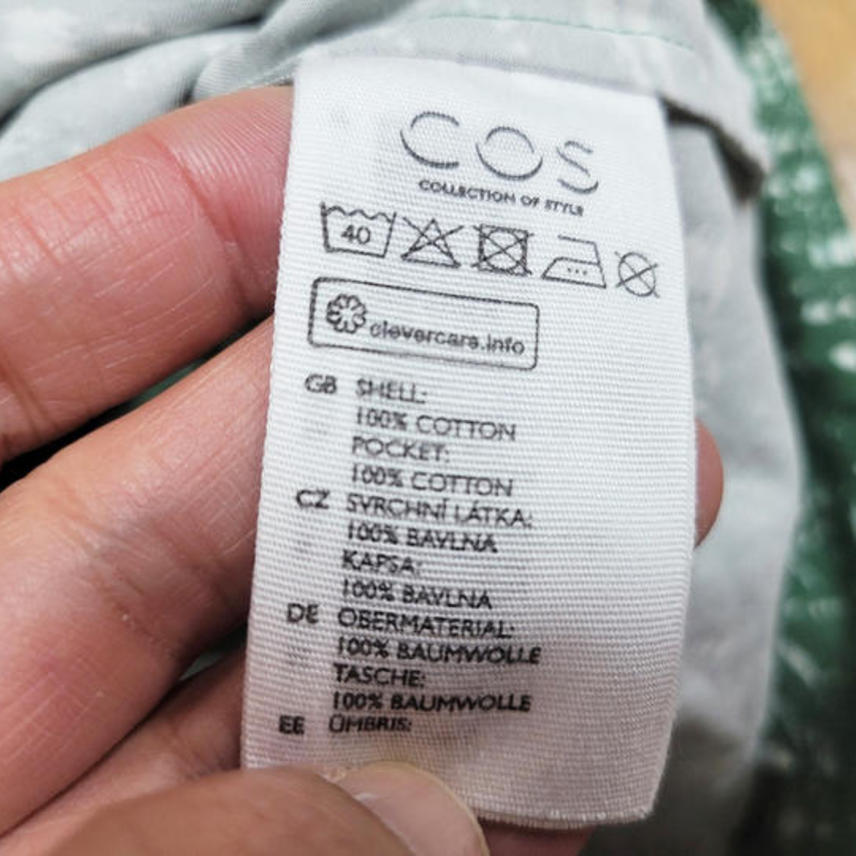 COS
COLLECTION OF STYLE
40
clevercare.info
GB SHELL:
100% COTTON
POCKET:
100% COTTON
CZ SVRCHNÍ LÁTKA:
100% BAVLNA
KAPSA:
100% BAVLNA
DE OBERMATERIAL:
100% BAUMWOLLE
TASCHE:
100% BAUMWOLLE
EE ÜMBRIS: